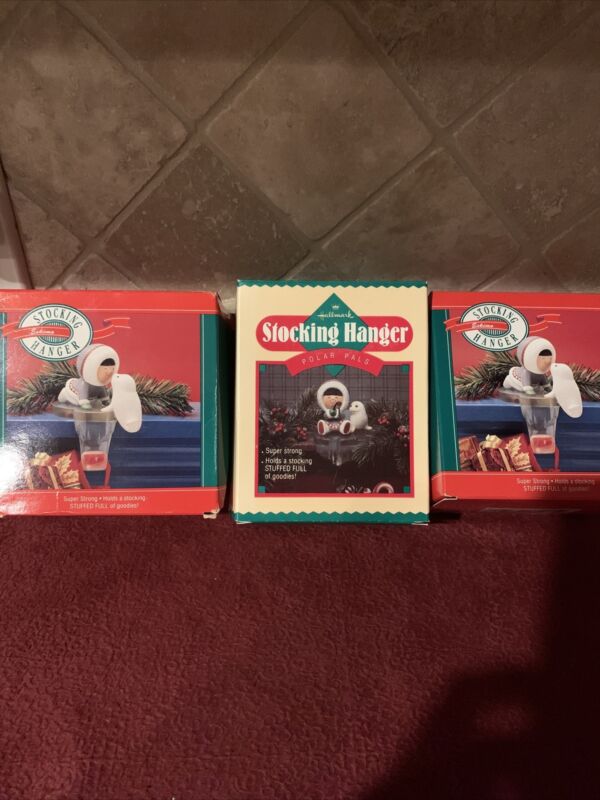 STOCKING
Eskimo
HANGER
Super Strong • Holds a stocking
STUFFED FULL of goodies!
Hallmark
Stocking Hanger
POLAR PALS
• Super strong
• Holds a stocking
STUFFED FULL
of goodies!
STOCKING
Eskimo
HANGER
Super Strong • Holds a stocking
STUFFED FULL of goodies!